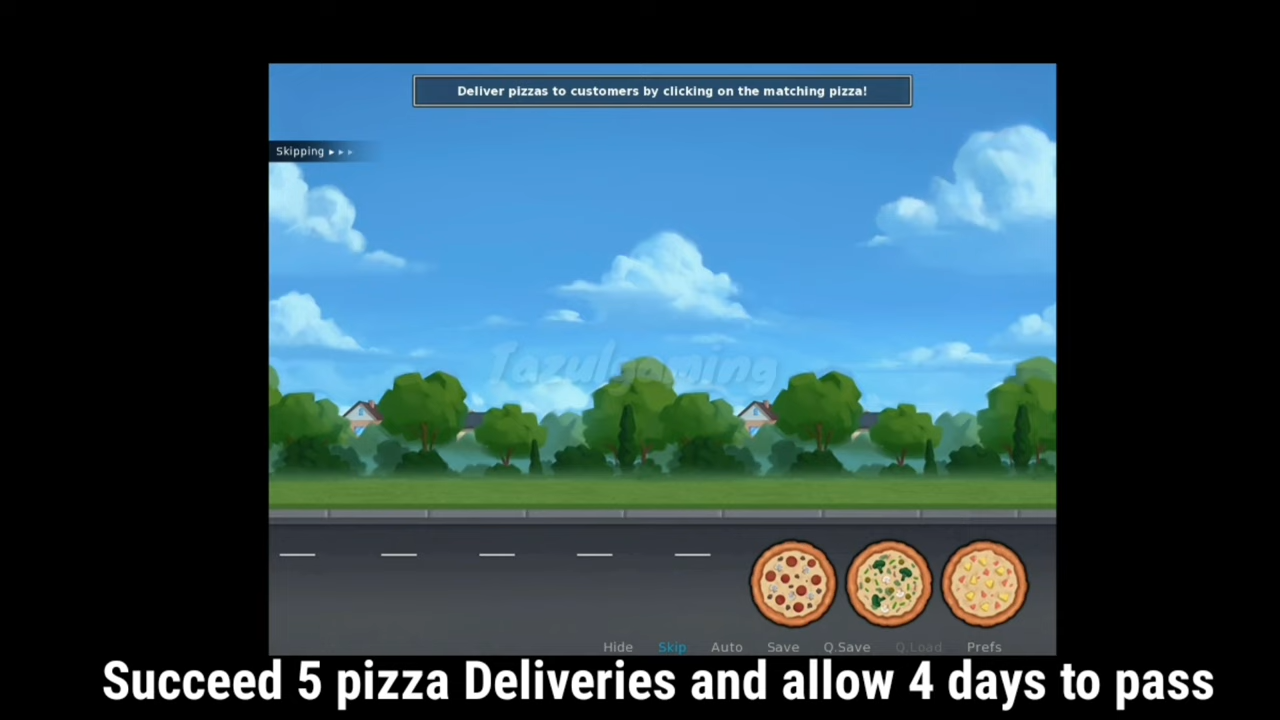 Deliver pizzas to customers by clicking on the matching pizza!
Skipping ▸ ▸ ▸
Tazulgaming
Hide Skip Auto Save Q.Save Q.Load Prefs
Succeed 5 pizza Deliveries and allow 4 days to pass